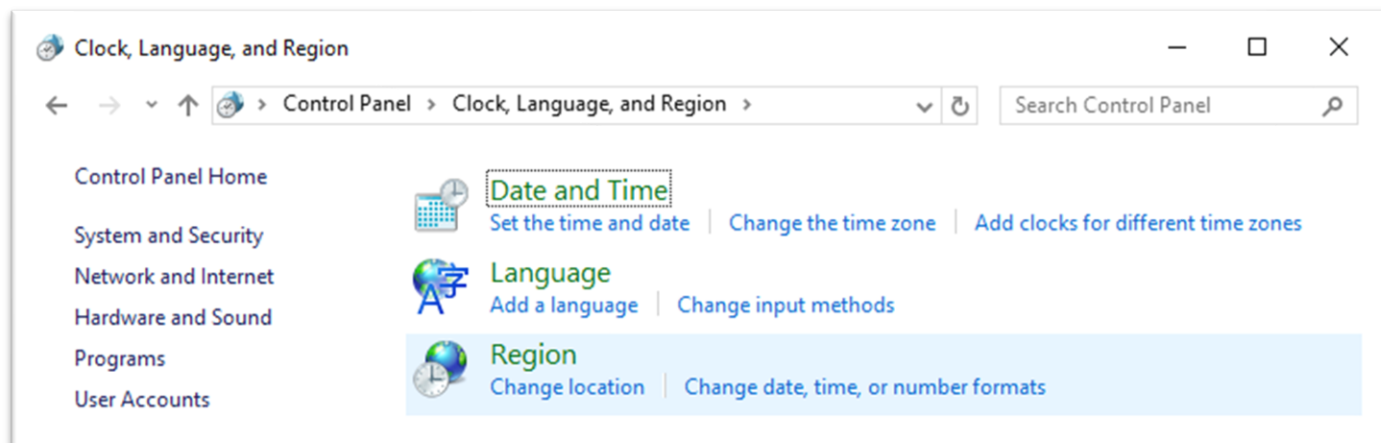 Clock, Language, and Region
Control Panel > Clock, Language, and Region > Search Control Panel
Control Panel Home
System and Security
Network and Internet
Hardware and Sound
Programs
User Accounts
Date and Time
Set the time and date | Change the time zone | Add clocks for different time zones
Language
Add a language | Change input methods
Region
Change location | Change date, time, or number formats